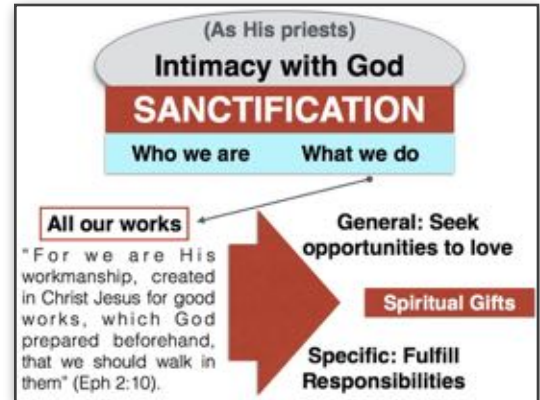 (As His priests)
Intimacy with God
SANCTIFICATION
Who we are What we do
All our works
"For we are His
workmanship, created
in Christ Jesus for good
works, which God
prepared beforehand,
that we should walk in
them" (Eph 2:10).
General: Seek
opportunities to love
Spiritual Gifts
Specific: Fulfill
Responsibilities